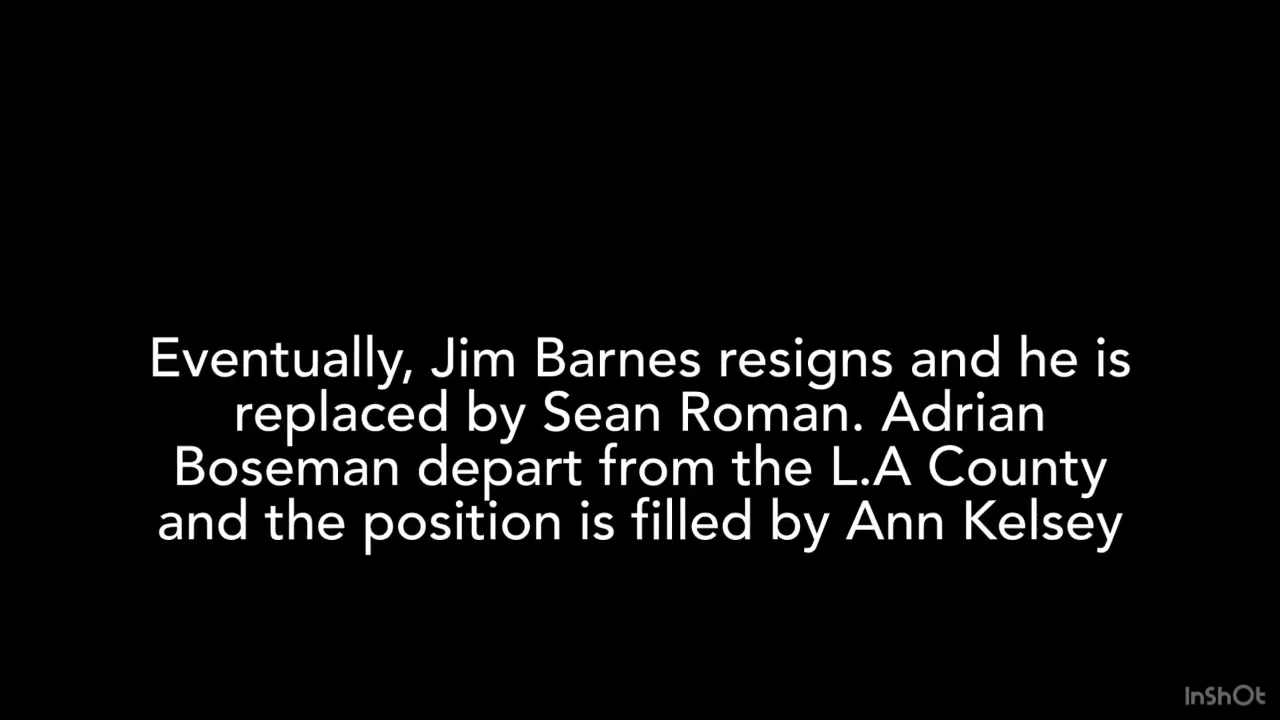 Eventually, Jim Barnes resigns and he is
replaced by Sean Roman. Adrian
Boseman depart from the L.A County
and the position is filled by Ann Kelsey
InShOt